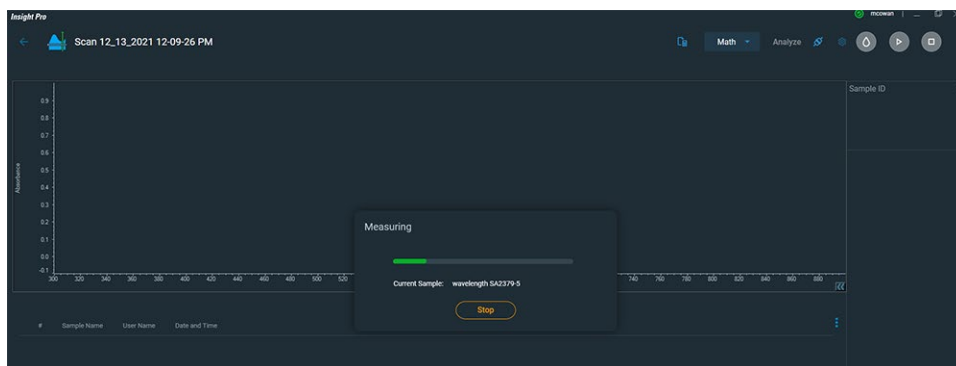 Insight Pro
mcowan
Scan 12_13_2021 12-09-26 PM
Math
Analyze
Sample ID
Absorbance
0.9
0.8
0.7
0.6
0.5
0.4
0.3
0.2
0.1
0.0
-0.1
300 320 340 360 380 400 420 440 460 480 500 520 740 760 780 800 820 840 860 880
Measuring
Current Sample: wavelength SA2379-5
Stop
# Sample Name User Name Date and Time